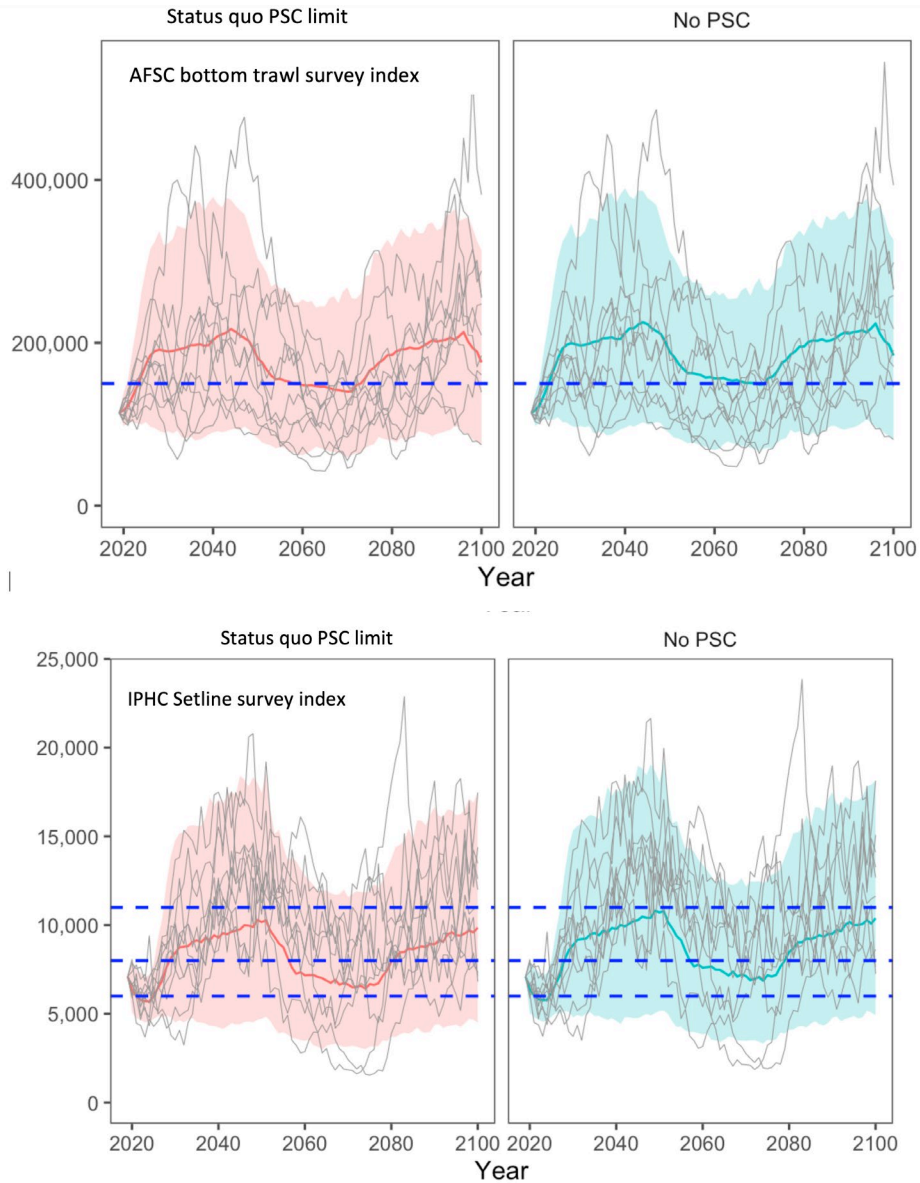 Status quo PSC limit
No PSC
AFSC bottom trawl survey index
400,000
200,000
0
2020 2040 2060 2080 2100 2020 2040 2060 2080 2100
Year
Status quo PSC limit
No PSC
25,000
IPHC Setline survey index
20,000
15,000
10,000
5,000
0
2020 2040 2060 2080 2100 2020 2040 2060 2080 2100
Year